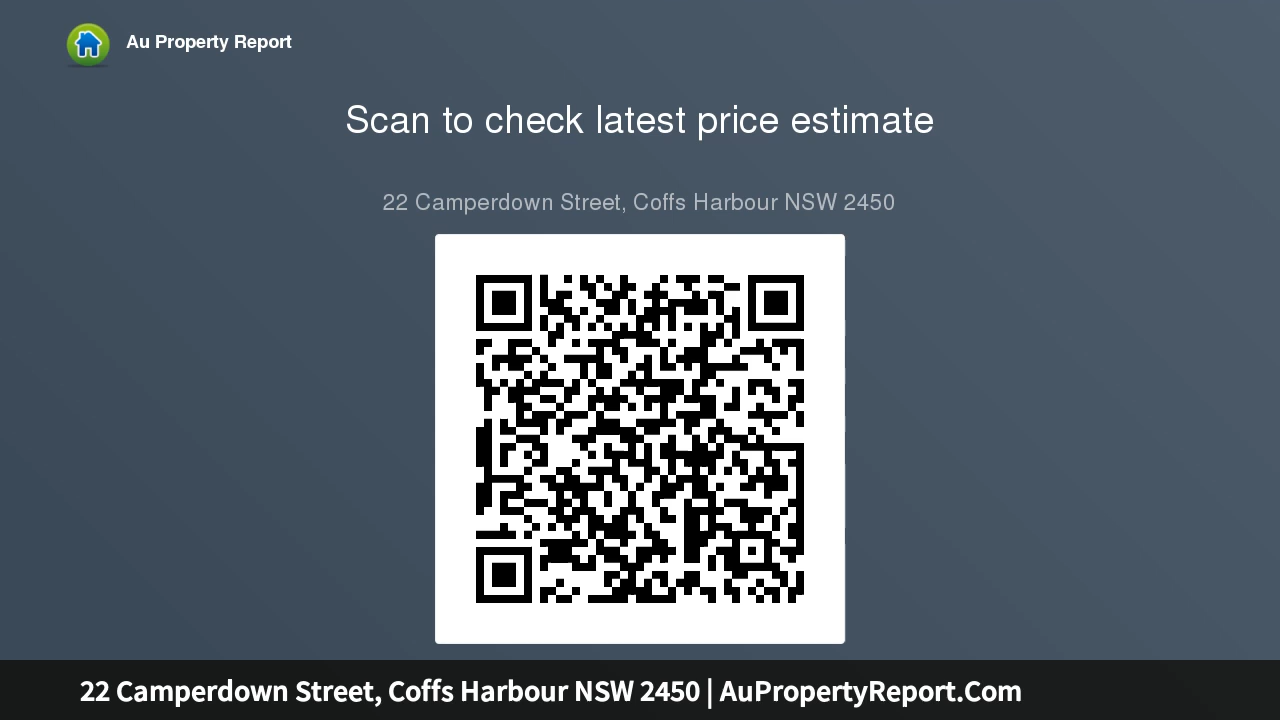 Au Property Report
Scan to check latest price estimate
22 Camperdown Street, Coffs Harbour NSW 2450
22 Camperdown Street, Coffs Harbour NSW 2450 | AuPropertyReport.Com